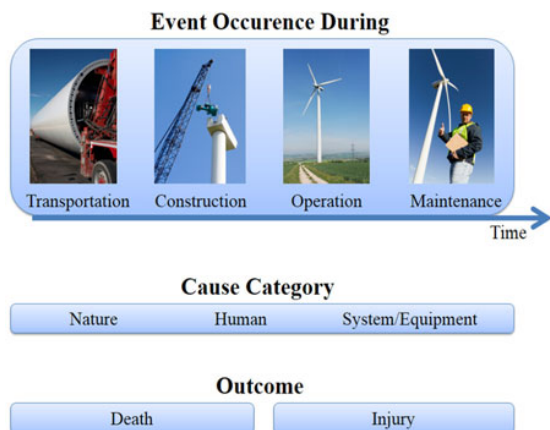 Event Occurence During
Transportation Construction Operation Maintenance
Time
Cause Category
Nature Human System/Equipment
Outcome
Death Injury